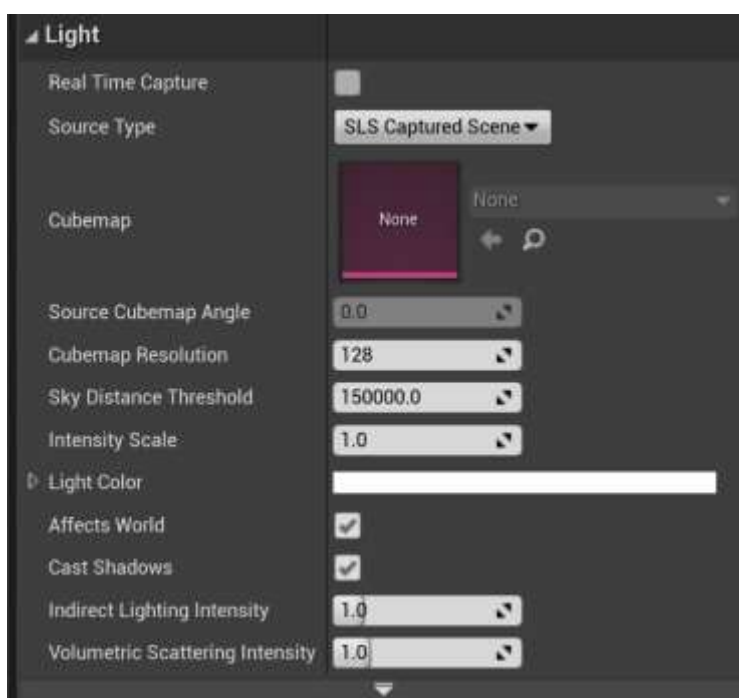 Light
Real Time Capture
Source Type SLS Captured Scene
Cubemap None None
Source Cubemap Angle 0.0
Cubemap Resolution 128
Sky Distance Threshold 150000.0
Intensity Scale 1.0
Light Color
Affects World
Cast Shadows
Indirect Lighting Intensity 1.0
Volumetric Scattering Intensity 1.0